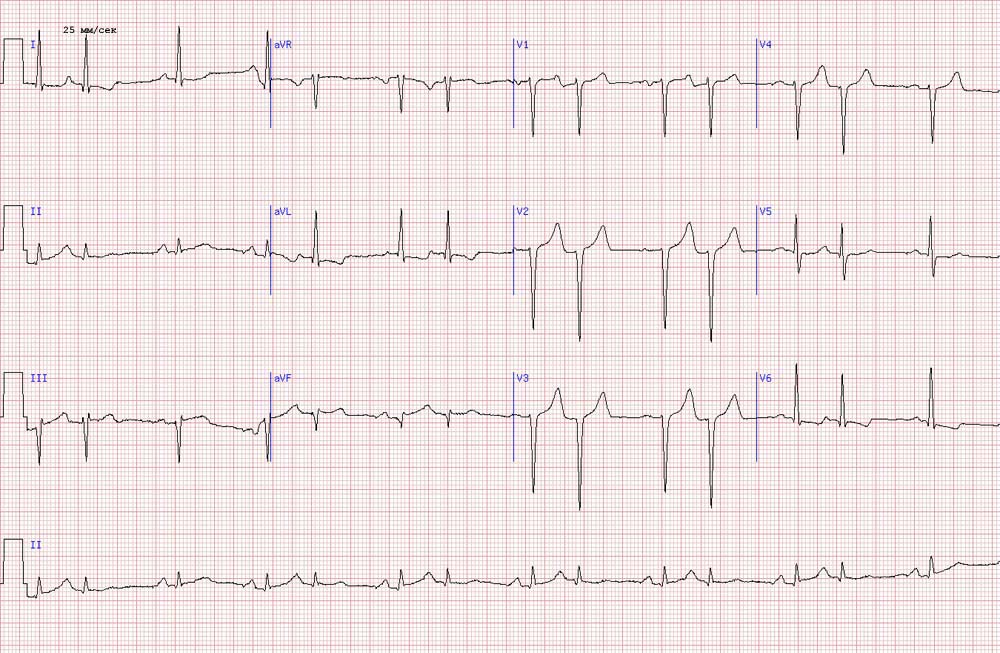 25 мм/сек
I aVR V1 V4
II aVL V2 V5
III aVF V3 V6
II